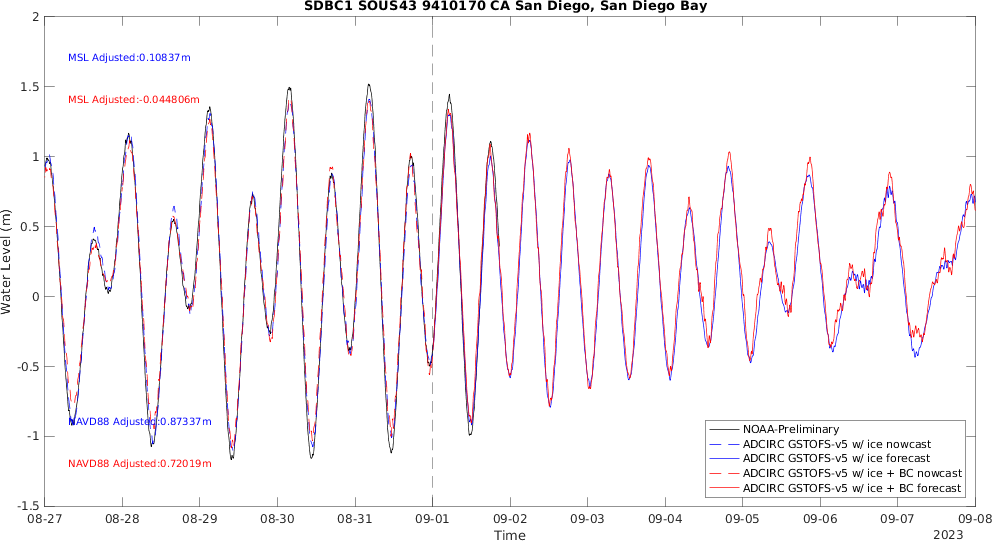 SDBC1 SOUS43 9410170 CA San Diego, San Diego Bay
2
1.5
1
0.5
0
-0.5
-1
-1.5
Water Level (m)
MSL Adjusted:0.10837m
MSL Adjusted:-0.044806m
NAVD88 Adjusted:0.87337m
NAVD88 Adjusted:0.72019m
NOAA-Preliminary
ADCIRC GSTOFS-v5 w/ ice nowcast
ADCIRC GSTOFS-v5 w/ ice forecast
ADCIRC GSTOFS-v5 w/ ice + BC nowcast
ADCIRC GSTOFS-v5 w/ ice + BC forecast
08-27 08-28 08-29 08-30 08-31 09-01 09-02 09-03 09-04 09-05 09-06 09-07 09-08
Time
2023